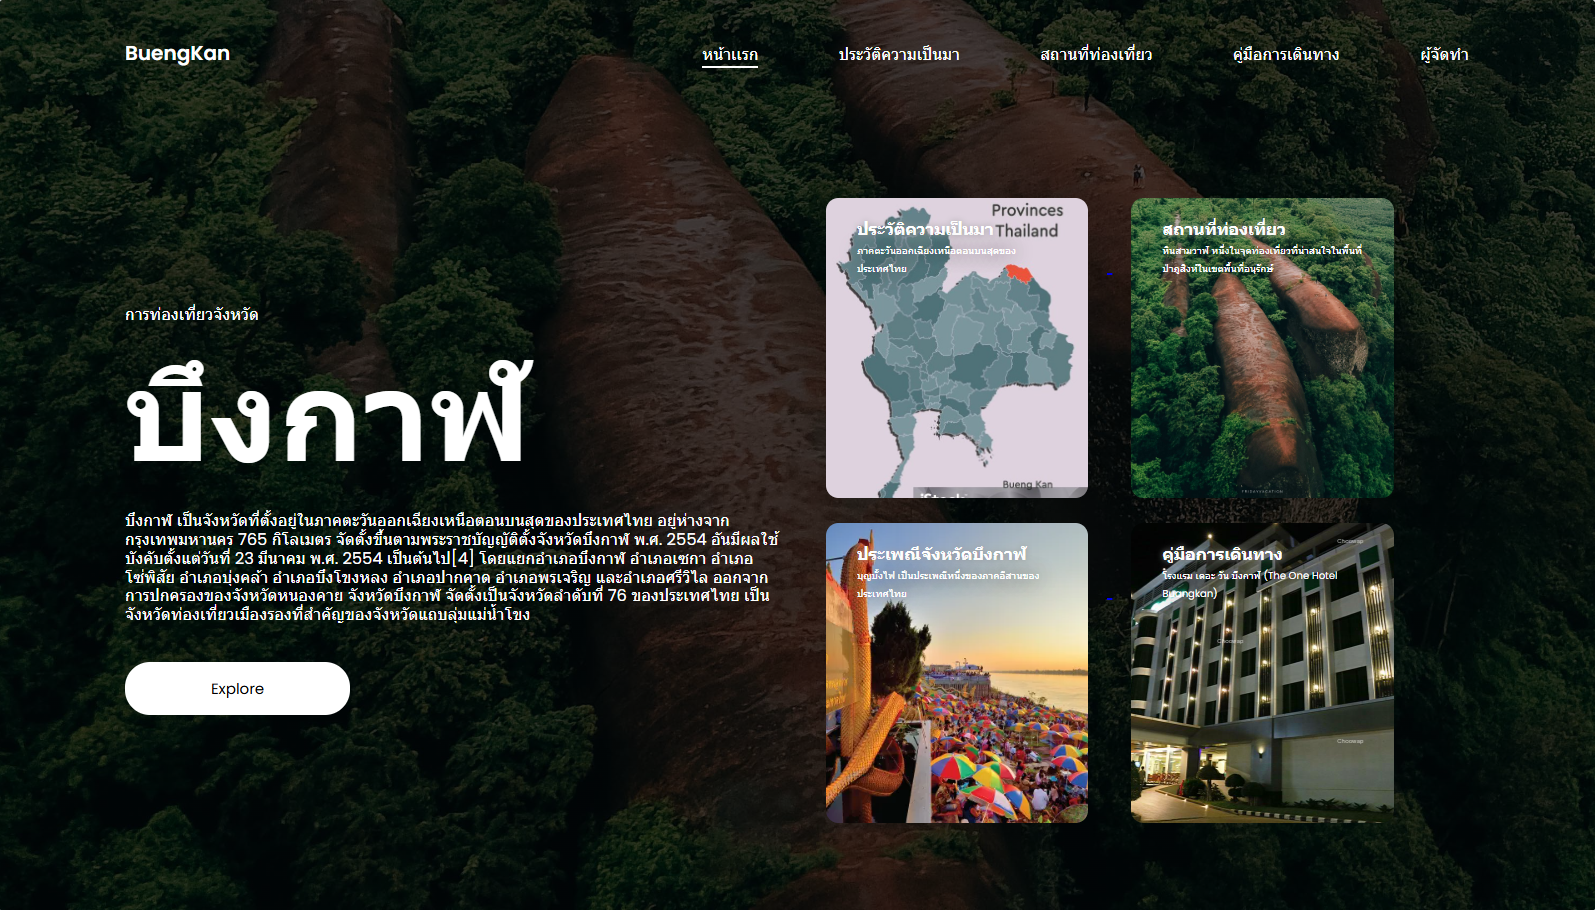 BuengKan
หน้าแรก
ประวัติความเป็นมา
สถานที่ท่องเที่ยว
คู่มือการเดินทาง
ผู้จัดทำ
การท่องเที่ยวจังหวัด
บึงกาฬ
บึงกาฬ เป็นจังหวัดที่ตั้งอยู่ในภาคตะวันออกเฉียงเหนือตอนบนสุดของประเทศไทย อยู่ห่างจาก
กรุงเทพมหานคร 765 กิโลเมตร จัดตั้งขึ้นตามพระราชบัญญัติตั้งจังหวัดบึงกาฬ พ.ศ. 2554 อันมีผลใช้
บังคับตั้งแต่วันที่ 23 มีนาคม พ.ศ. 2554 เป็นต้นไป[4] โดยแยกอำเภอบึงกาฬ อำเภอเซกา อำเภอ
โซ่พิสัย อำเภอบุ่งคล้า อำเภอบึงโขงหลง อำเภอปากคาด อำเภอพรเจริญ และอำเภอศรีวิไล ออกจาก
การปกครองของจังหวัดหนองคาย จังหวัดบึงกาฬ จัดตั้งเป็นจังหวัดลำดับที่ 76 ของประเทศไทย เป็น
จังหวัดท่องเที่ยวเมืองรองที่สำคัญของจังหวัดแถบลุ่มแม่น้ำโขง
Explore
Provinces
Thailand
ประวัติความเป็นมา
ภาคตะวันออกเฉียงเหนือตอนบนสุดของ
ประเทศไทย
Bueng Kan
iStock
สถานที่ท่องเที่ยว
หินสามวาฬ หนึ่งในจุดท่องเที่ยวที่น่าสนใจในพื้นที่
ป่าภูสิงห์ในเขตพื้นที่อนุรักษ์
ประเพณีจังหวัดบึงกาฬ
บุญบั้งไฟ เป็นประเพณีหนึ่งของภาคอีสานของ
ประเทศไทย
คู่มือการเดินทาง
โรงแรม เดอะ วัน บึงกาฬ (The One Hotel
Buangkan)